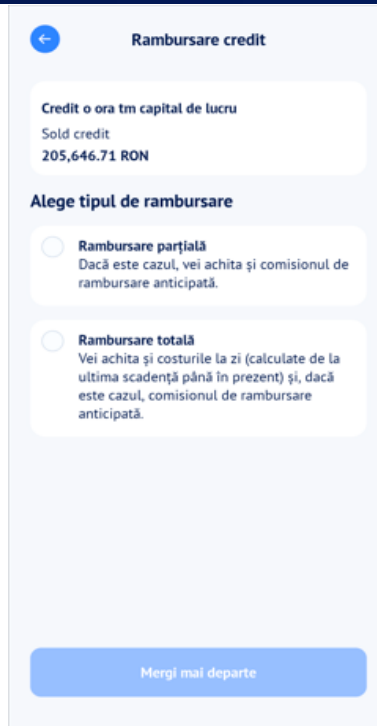 Rambursare credit
Credit o ora tm capital de lucru
Sold credit
205,646.71 RON
Alege tipul de rambursare
Rambursare parțială
Dacă este cazul, vei achita și comisionul de
rambursare anticipată.
Rambursare totală
Vei achita și costurile la zi (calculate de la
ultima scadență până în prezent) și, dacă
este cazul, comisionul de rambursare
anticipată.
Mergi mai departe